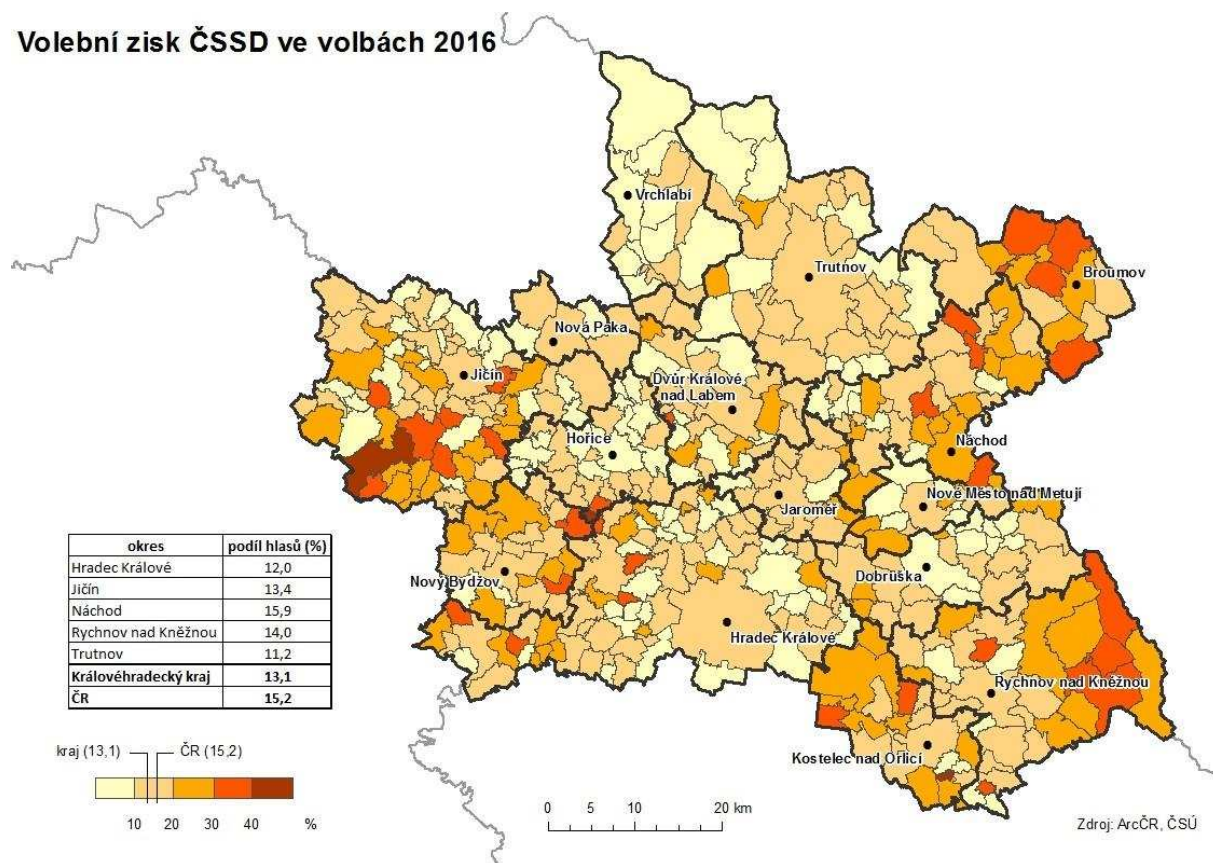 Volební zisk ČSSD ve volbách 2016
Vrchlabí
Trutnov
Broumov
Nová Paka
Jičín
Dvůr Králové
nad Labem
Hořice
Náchod
Jaroměř
Nové Město nad Metují
Nový Bydžov
Dobruška
Hradec Králové
Rychnov nad Kněžnou
Kostelec nad Orlicí
okres podíl hlasů (%)
Hradec Králové 12,0
Jičín 13,4
Náchod 15,9
Rychnov nad Kněžnou 14,0
Trutnov 11,2
Královéhradecký kraj 13,1
ČR 15,2
kraj (13,1) ČR (15,2)
10 20 30 40 %
0 5 10 20 km
Zdroj: ArcČR, ČSÚ